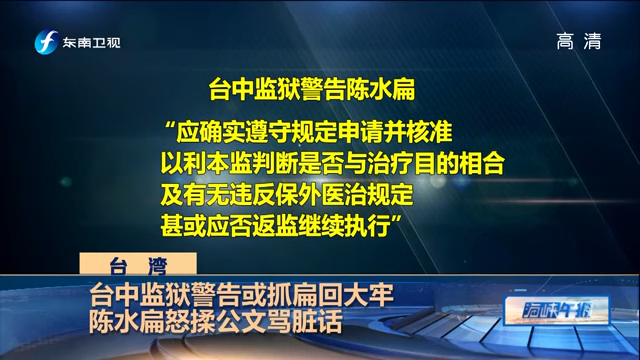 东南卫视
高清
台中监狱警告陈水扁
“应确实遵守规定申请并核准
以利本监判断是否与治疗目的相合
及有无违反保外医治规定
甚或应否返监继续执行”
台湾
台中监狱警告或抓扁回大牢
陈水扁怒揉公文骂脏话
海峡午报